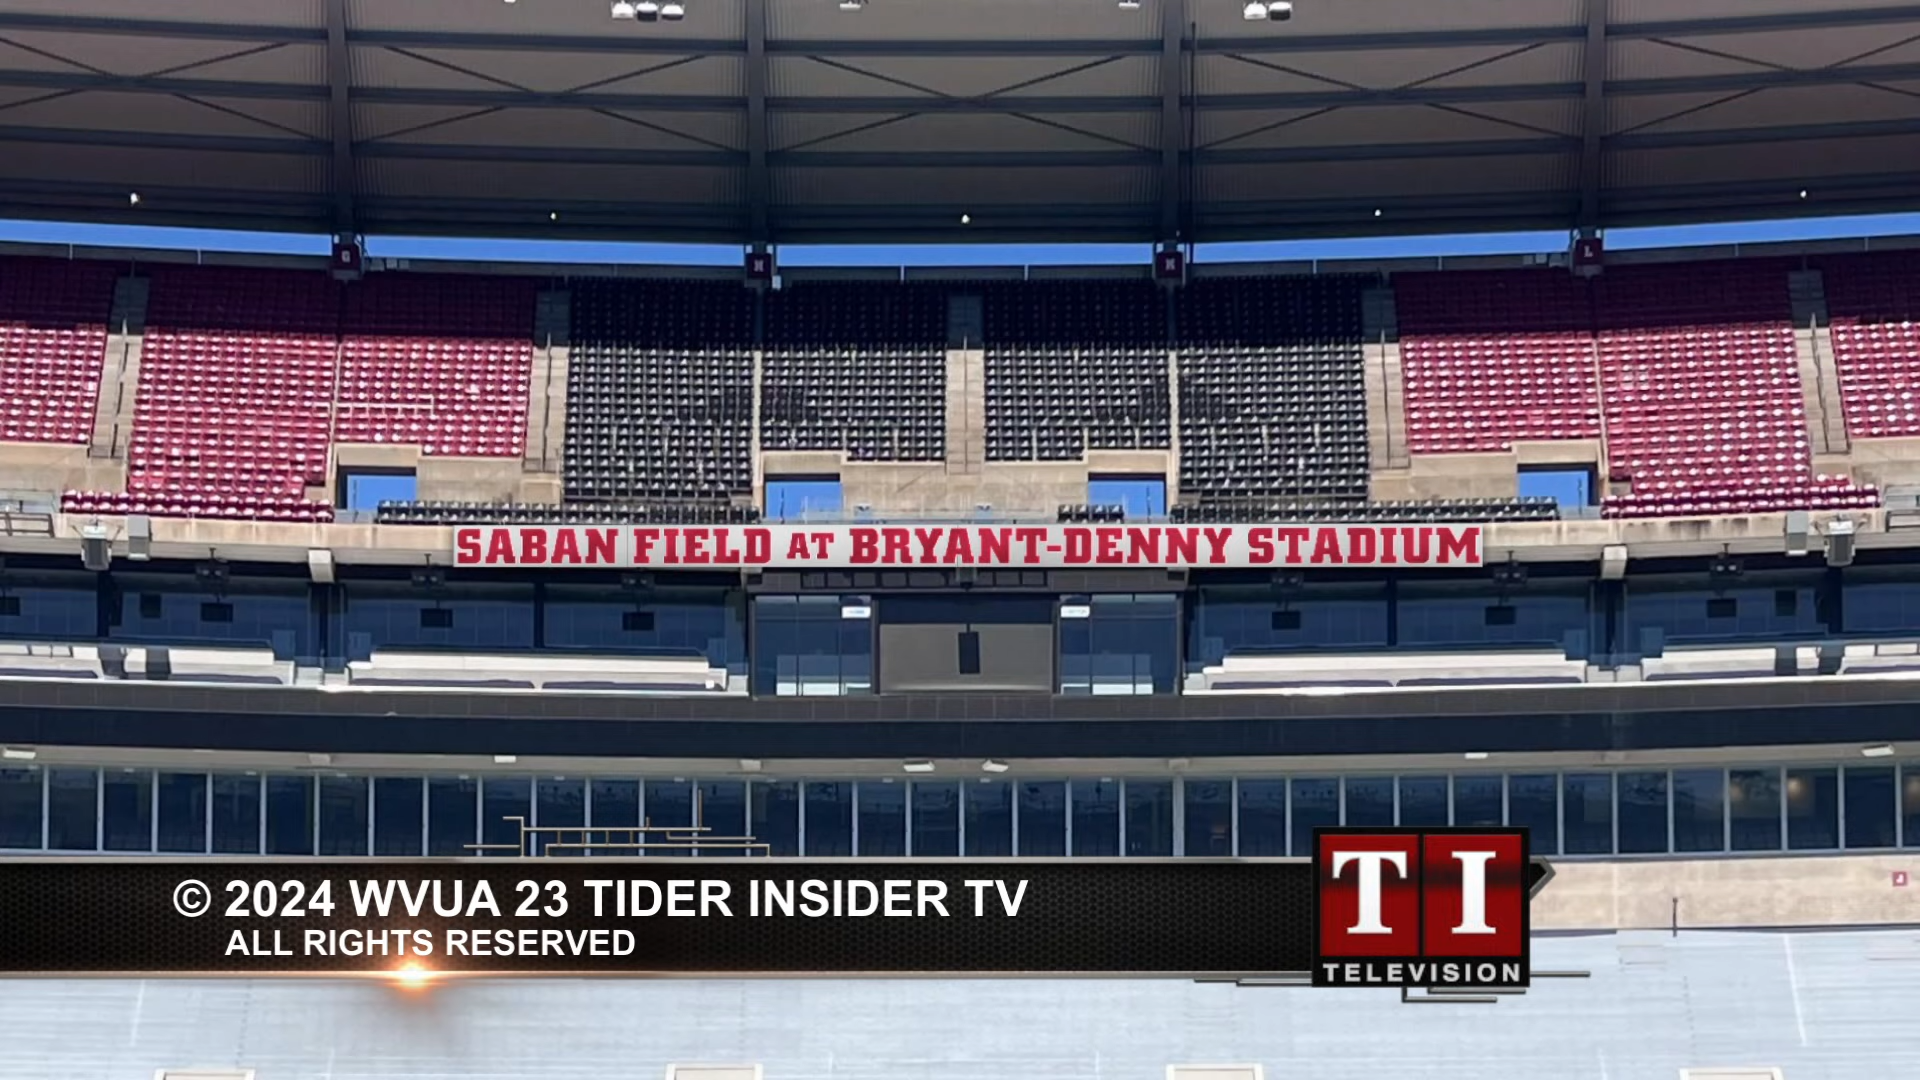 G
N
L
SABAN FIELD AT BRYANT-DENNY STADIUM
© 2024 WVUA 23 TIDER INSIDER TV
ALL RIGHTS RESERVED
TI
TELEVISION